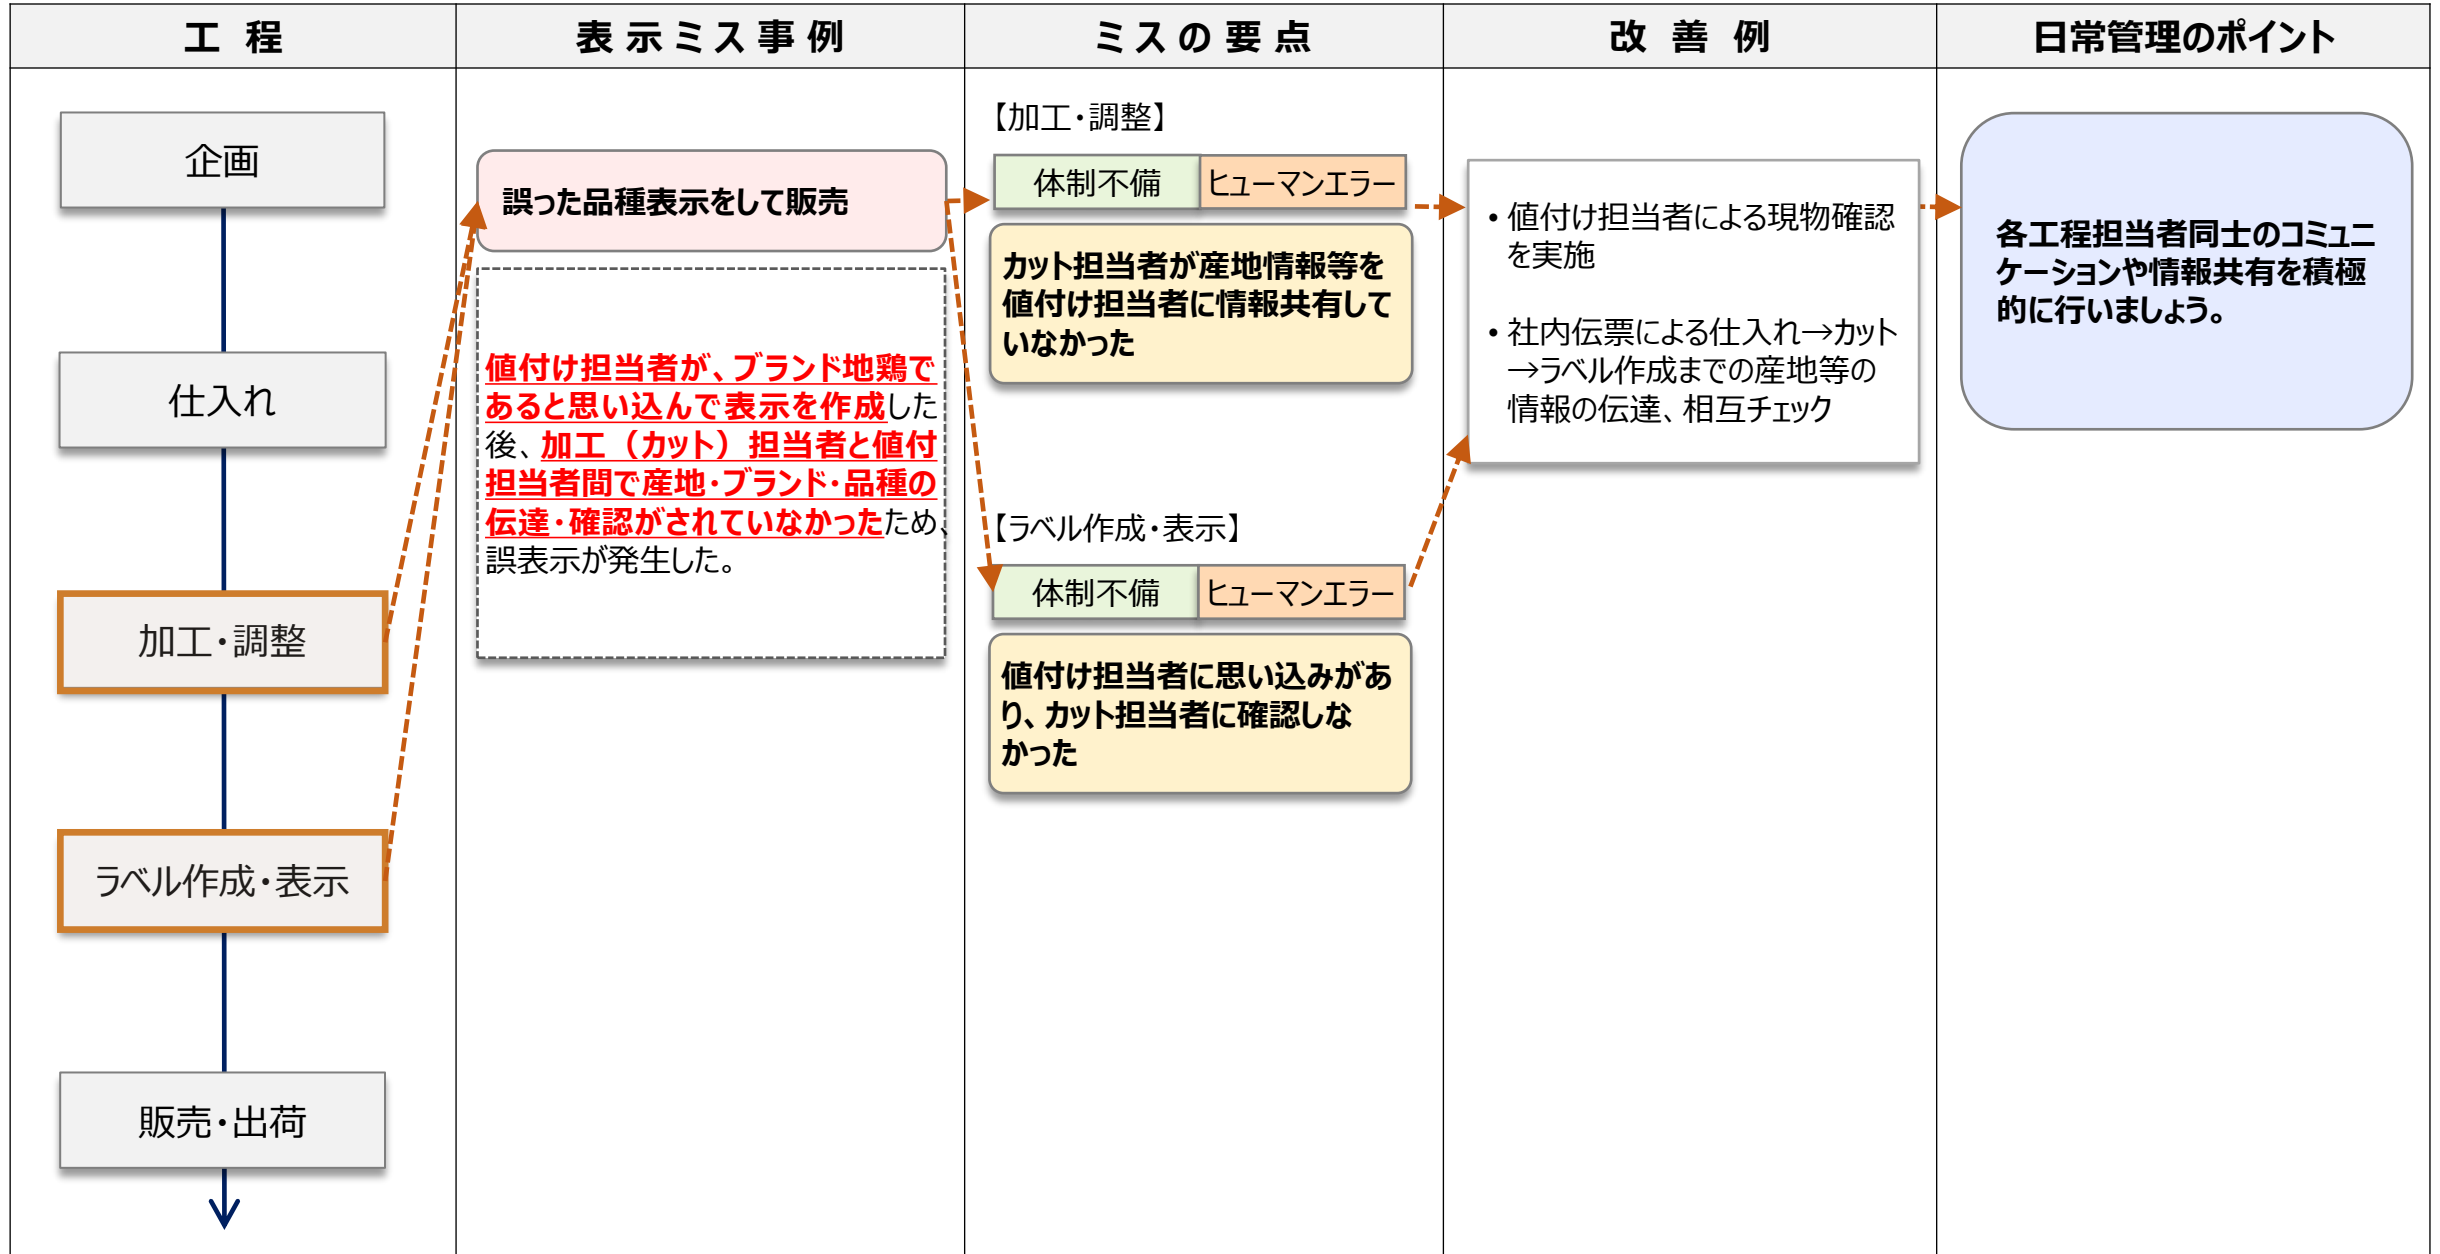 工 程
表 示 ミ ス 事 例
ミ ス の 要 点
改 善 例
日常管理のポイント
企画
仕入れ
加工・調整
ラベル作成・表示
販売・出荷
誤った品種表示をして販売
値付け担当者が、ブランド地鶏で
あると思い込んで表示を作成した
後、加工（カット）担当者と値付
担当者間で産地・ブランド・品種の
伝達・確認がされていなかったため、
誤表示が発生した。
【加工・調整】
体制不備 ヒューマンエラー
カット担当者が産地情報等を
値付け担当者に情報共有して
いなかった
【ラベル作成・表示】
体制不備 ヒューマンエラー
値付け担当者に思い込みがあ
り、カット担当者に確認しな
かった
• 値付け担当者による現物確認
を実施
• 社内伝票による仕入れ→カット
→ラベル作成までの産地等の
情報の伝達、相互チェック
各工程担当者同士のコミュニ
ケーションや情報共有を積極
的に行いましょう。